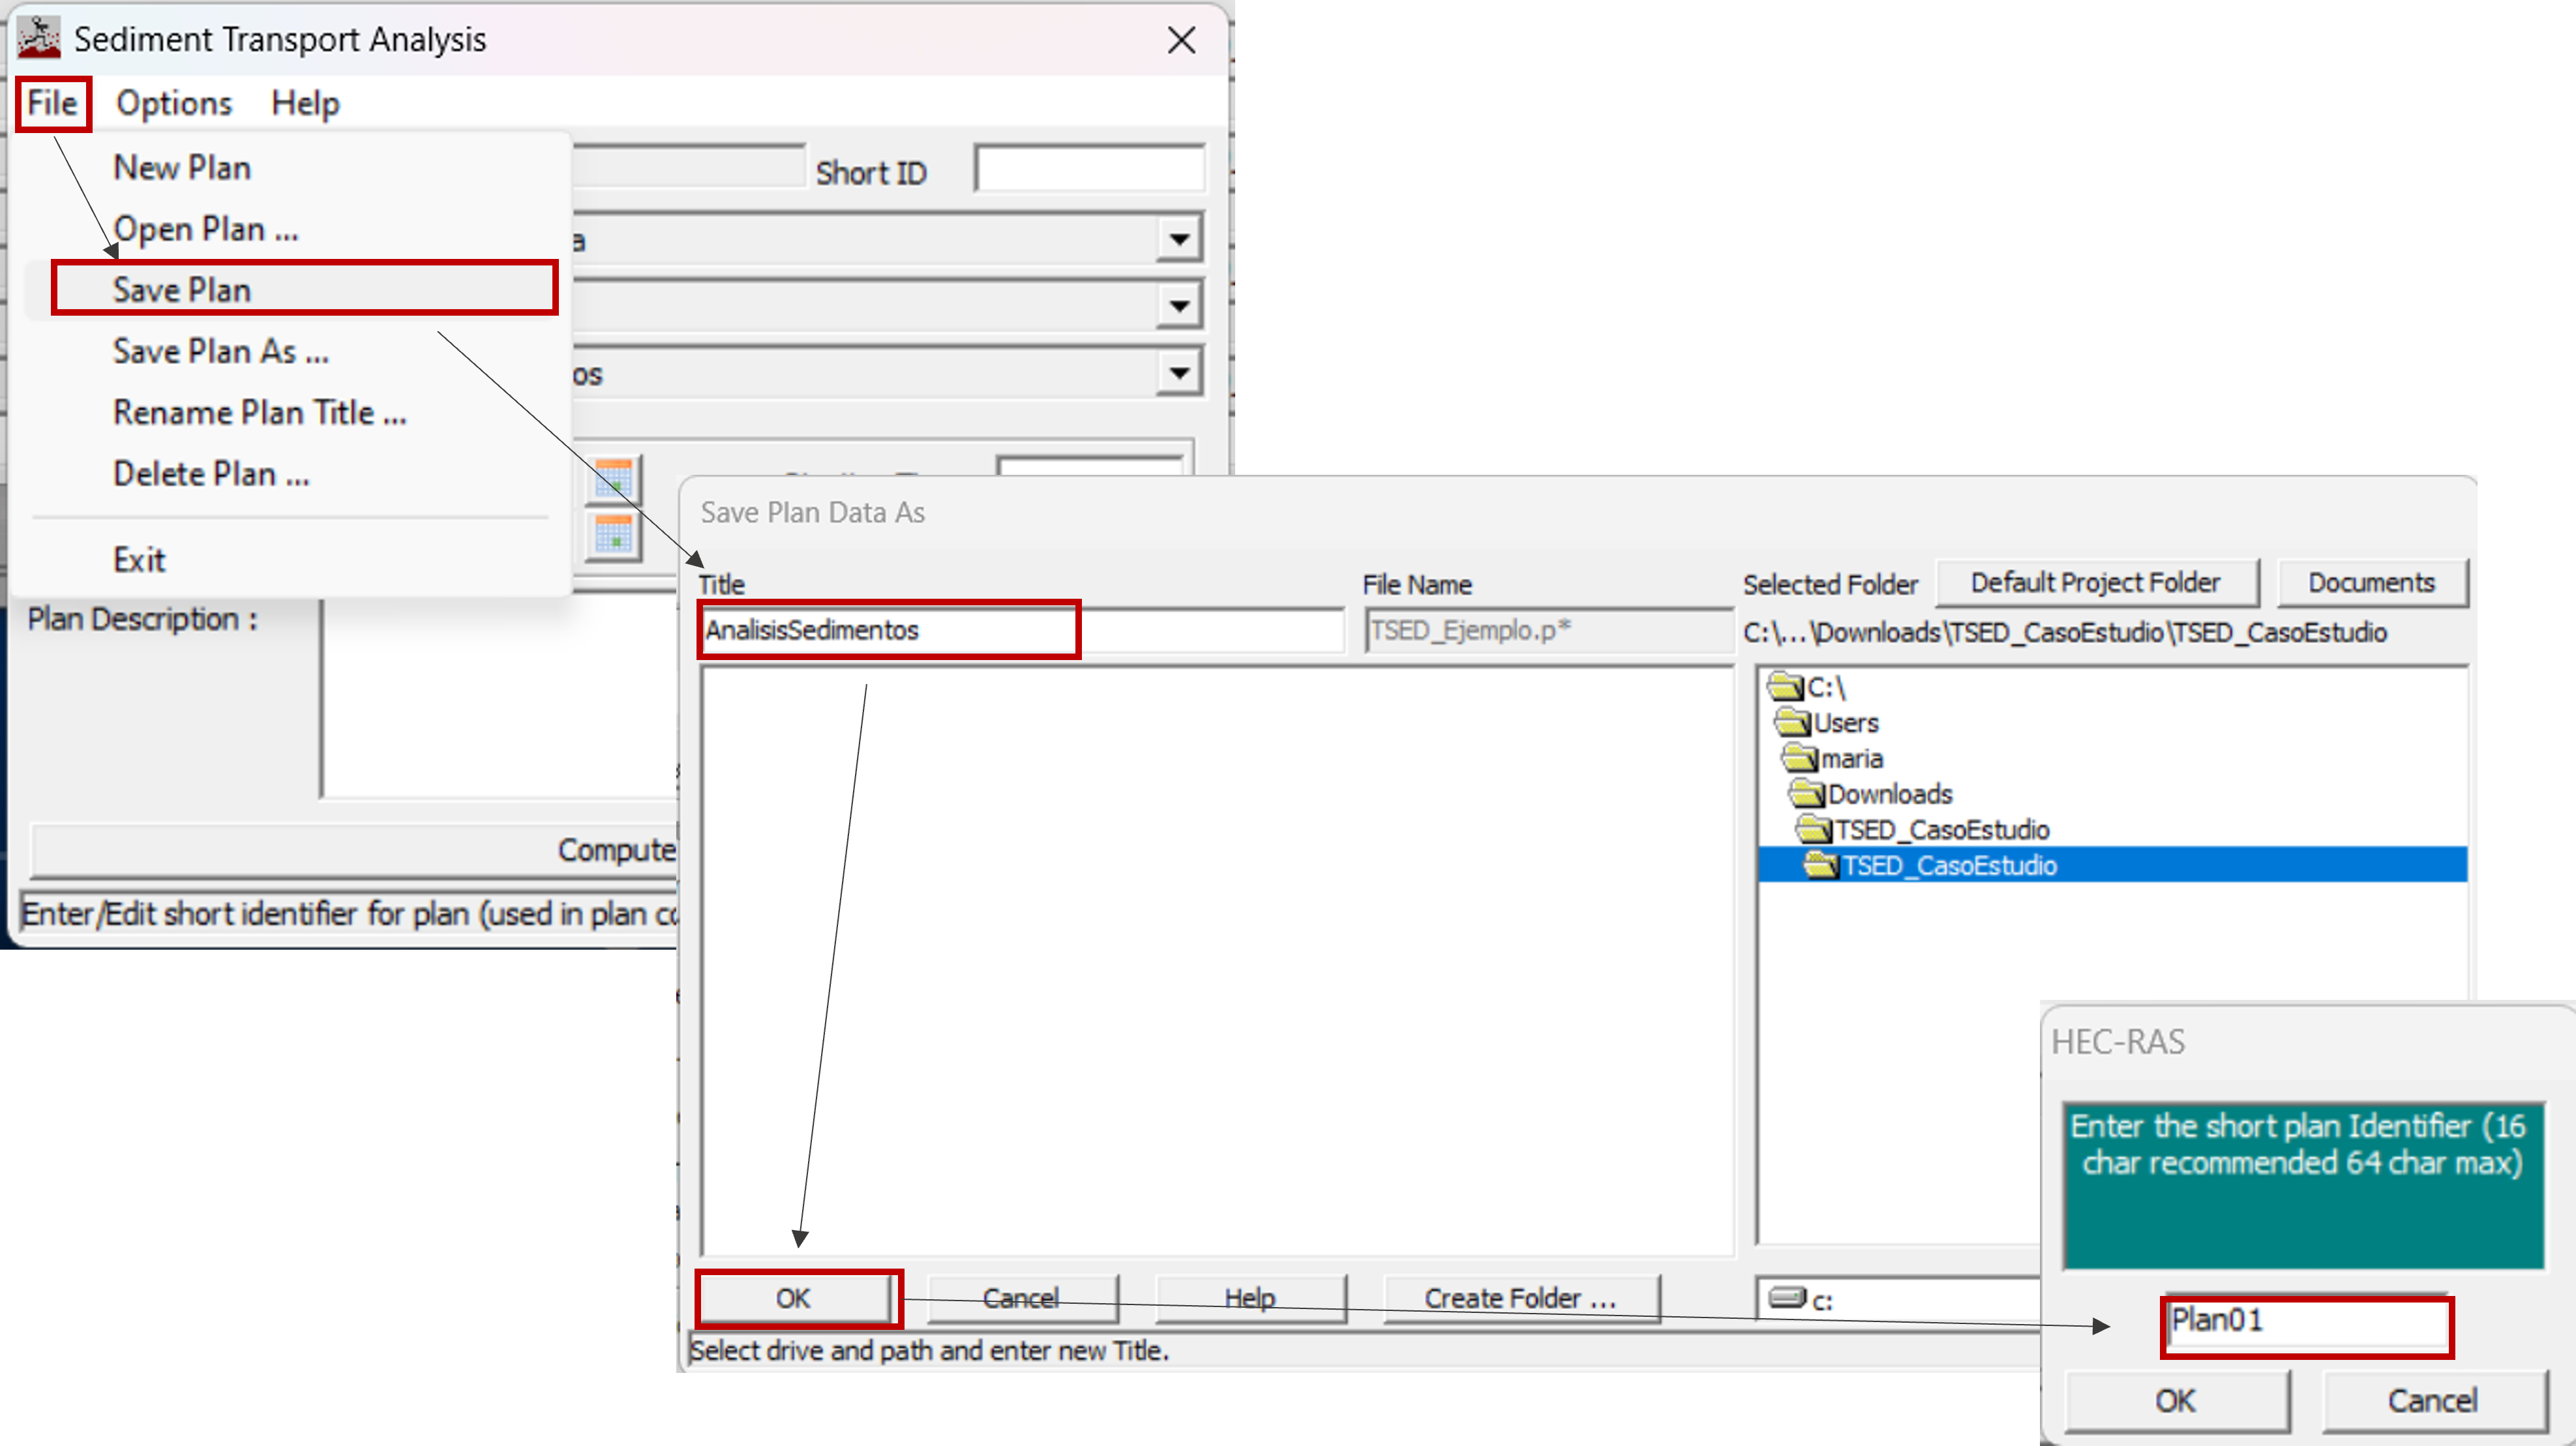 Sediment Transport Analysis
File Options Help
New Plan
Open Plan ...
Save Plan
Save Plan As ...
Rename Plan Title ...
Delete Plan ...
Exit
Short ID
a
os
Plan Description :
Compute
Enter/Edit short identifier for plan (used in plan co
Save Plan Data As
Title
AnalisisSedimentos
File Name
TSED_Ejemplo.p*
Selected Folder
Default Project Folder
Documents
C:\...\Downloads\TSED_CasoEstudio\TSED_CasoEstudio
C:\
Users
maria
Downloads
TSED_CasoEstudio
TSED_CasoEstudio
OK
Cancel
Help
Create Folder ...
c:
Select drive and path and enter new Title.
HEC-RAS
Enter the short plan Identifier (16
char recommended 64 char max)
Plan01
OK
Cancel